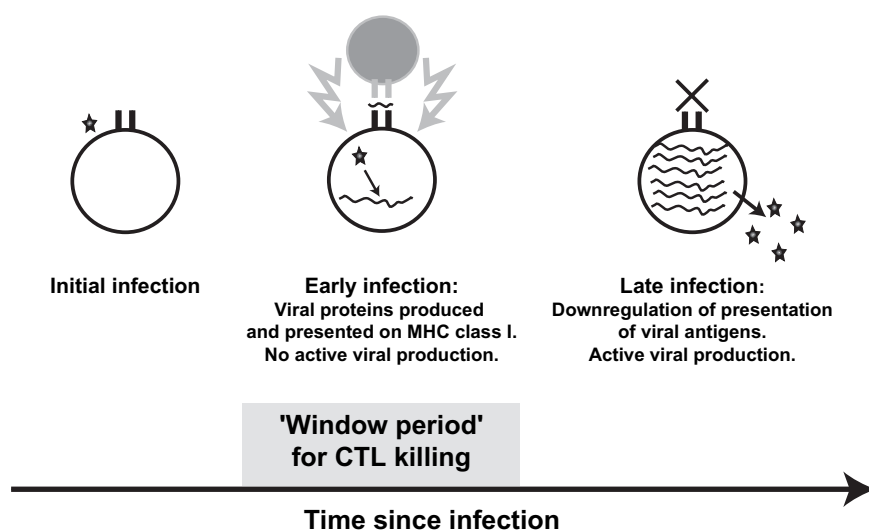 Initial infection
Early infection:
Viral proteins produced
and presented on MHC class I.
No active viral production.
Late infection:
Downregulation of presentation
of viral antigens.
Active viral production.
'Window period'
for CTL killing
Time since infection